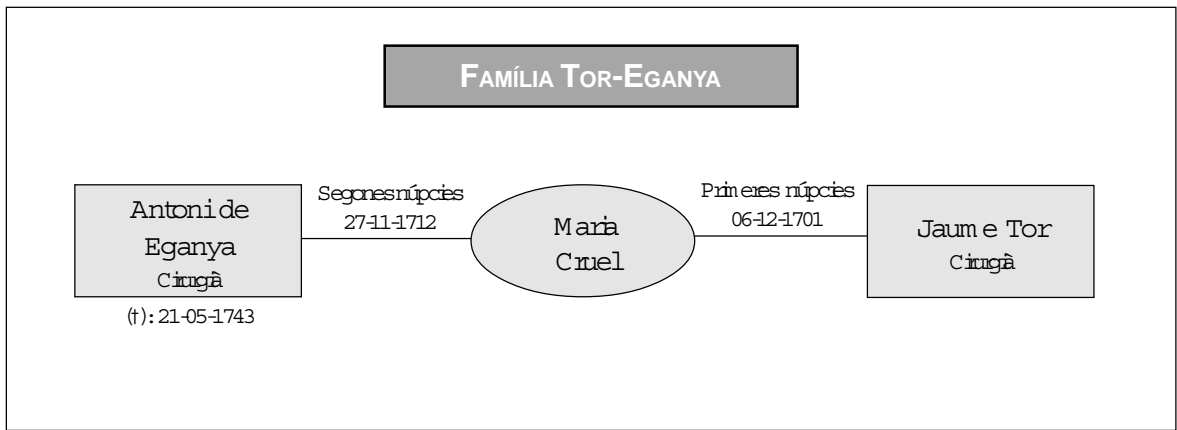 FAMÍLIA TOR-EGANYA
Segones núpcies
27-11-1712
Primeres núpcies
06-12-1701
Antoni de
Eganya
Cirurgià
Maria
Cruel
Jaume Tor
Cirurgià
(†): 21-05-1743